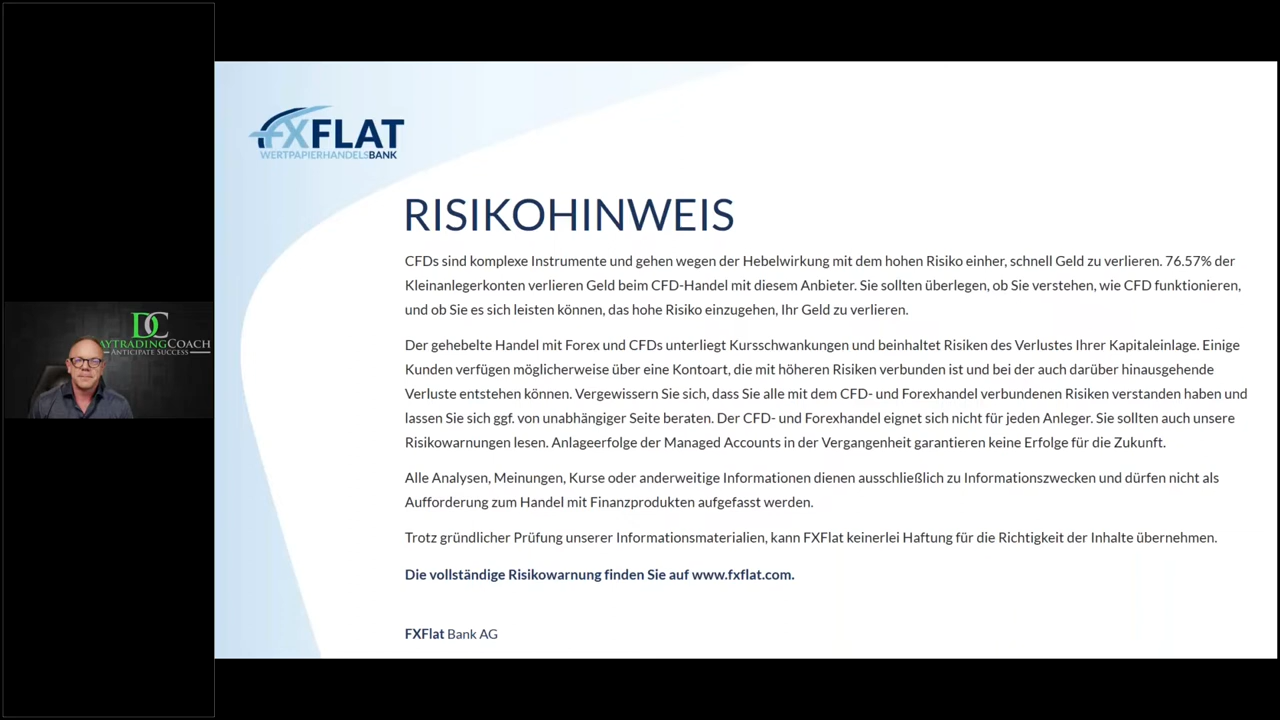 FXFLAT
WERTPAPIERHANDELSBANK
RISIKOHINWEIS
CFDs sind komplexe Instrumente und gehen wegen der Hebelwirkung mit dem hohen Risiko einher, schnell Geld zu verlieren. 76.57% der
Kleinanlegerkonten verlieren Geld beim CFD-Handel mit diesem Anbieter. Sie sollten überlegen, ob Sie verstehen, wie CFD funktionieren,
und ob Sie es sich leisten können, das hohe Risiko einzugehen, Ihr Geld zu verlieren.
Der gehebelte Handel mit Forex und CFDs unterliegt Kursschwankungen und beinhaltet Risiken des Verlustes Ihrer Kapitaleinlage. Einige
Kunden verfügen möglicherweise über eine Kontoart, die mit höheren Risiken verbunden ist und bei der auch darüber hinausgehende
Verluste entstehen können. Vergewissern Sie sich, dass Sie alle mit dem CFD- und Forexhandel verbundenen Risiken verstanden haben und
lassen Sie sich ggf. von unabhängiger Seite beraten. Der CFD- und Forexhandel eignet sich nicht für jeden Anleger. Sie sollten auch unsere
Risikowarnungen lesen. Anlageerfolge der Managed Accounts in der Vergangenheit garantieren keine Erfolge für die Zukunft.
Alle Analysen, Meinungen, Kurse oder anderweitige Informationen dienen ausschließlich zu Informationszwecken und dürfen nicht als
Aufforderung zum Handel mit Finanzprodukten aufgefasst werden.
Trotz gründlicher Prüfung unserer Informationsmaterialien, kann FXFlat keinerlei Haftung für die Richtigkeit der Inhalte übernehmen.
Die vollständige Risikowarnung finden Sie auf www.fxflat.com.
FXFlat Bank AG
DC
AYTRADINGCOACH
ANTICIPATE SUCCESS